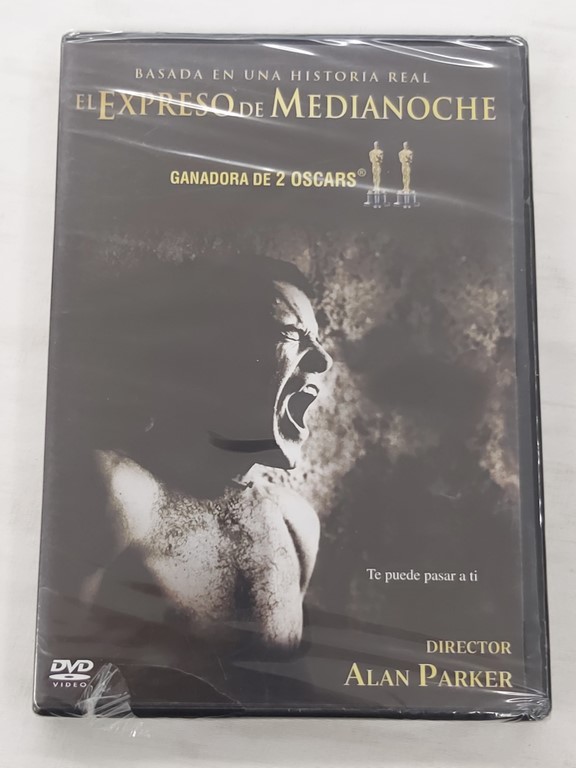 BASADA EN UNA HISTORIA REAL
EL EXPRESO DE MEDIANOCHE
GANADORA DE 2 OSCARS®
Te puede pasar a ti
DIRECTOR
ALAN PARKER
DVD
VIDEO